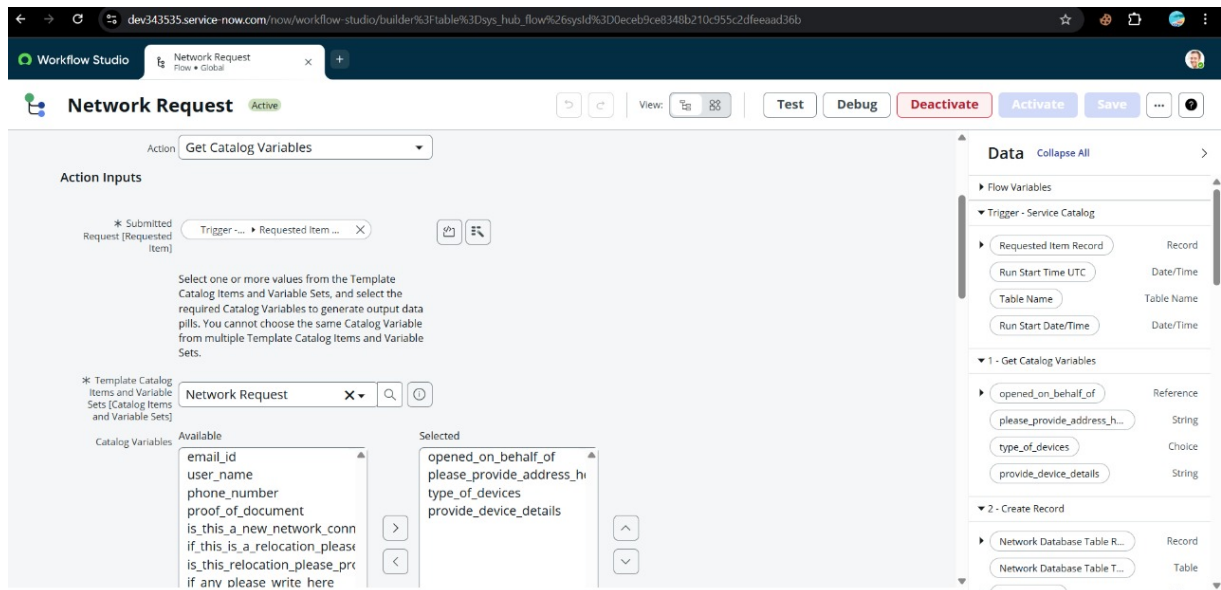 dev343535.service-now.com/now/workflow-studio/builder%3Ftable%3Dsys_hub_flow%26sysId%3D0eceb9ce8348b210c955c2dfeeaad36b
Workflow Studio
Network Request
Flow • Global
Network Request Active
View:
Test
Debug
Deactivate
Activate
Save
Action Get Catalog Variables
Action Inputs
* Submitted
Request [Requested
Item]
Trigger -... ▸ Requested Item ...
Select one or more values from the Template
Catalog Items and Variable Sets, and select the
required Catalog Variables to generate output data
pills. You cannot choose the same Catalog Variable
from multiple Template Catalog Items and Variable
Sets.
* Template Catalog
Items and Variable
Sets [Catalog Items
and Variable Sets]
Network Request
Catalog Variables
Available
email_id
user_name
phone_number
proof_of_document
is_this_a_new_network_conn
if_this_is_a_relocation_please
is_this_relocation_please_pro
if_any_please_write_here
Selected
opened_on_behalf_of
please_provide_address_h
type_of_devices
provide_device_details
Data Collapse All
Flow Variables
Trigger - Service Catalog
Requested Item Record Record
Run Start Time UTC Date/Time
Table Name Table Name
Run Start Date/Time Date/Time
1 - Get Catalog Variables
opened_on_behalf_of Reference
please_provide_address_h... String
type_of_devices Choice
provide_device_details String
2 - Create Record
Network Database Table R... Record
Network Database Table T... Table